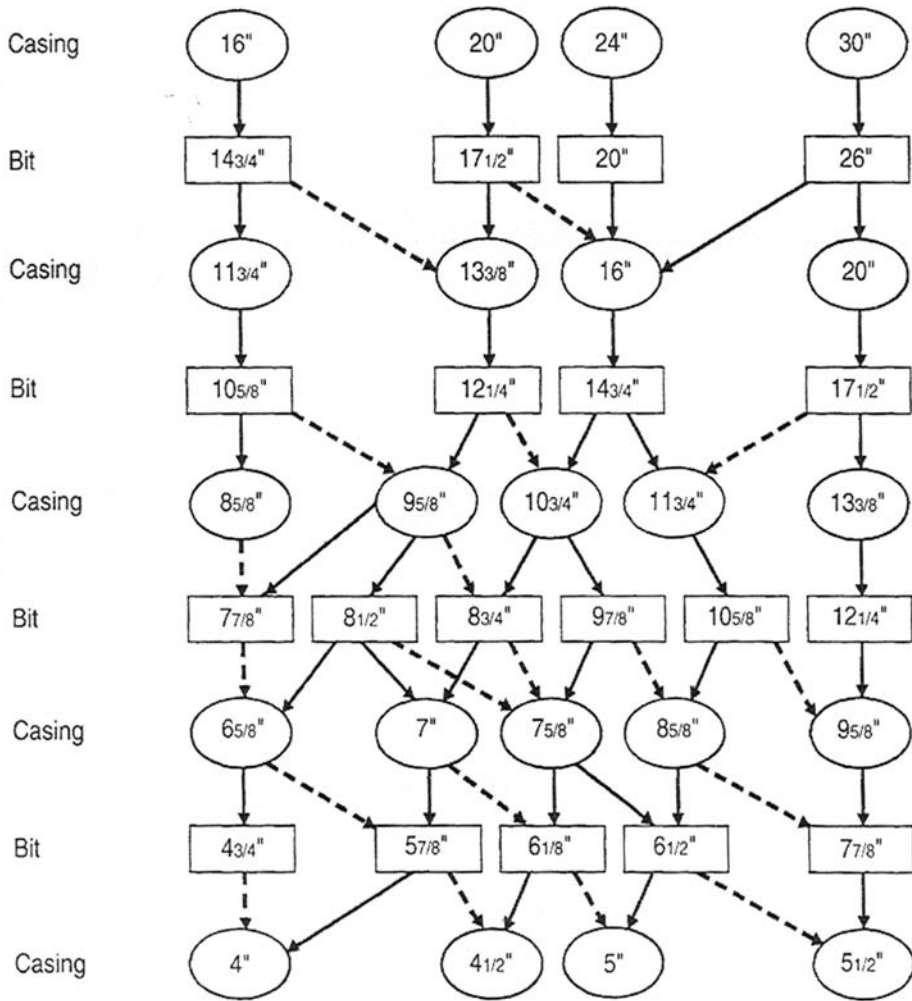 Casing 16" 20" 24" 30"
Bit 14 3/4" 17 1/2" 20" 26"
Casing 11 3/4" 13 3/8" 16" 20"
Bit 10 5/8" 12 1/4" 14 3/4" 17 1/2"
Casing 8 5/8" 9 5/8" 10 3/4" 11 3/4" 13 3/8"
Bit 7 7/8" 8 1/2" 8 3/4" 9 7/8" 10 5/8" 12 1/4"
Casing 6 5/8" 7" 7 5/8" 8 5/8" 9 5/8"
Bit 4 3/4" 5 7/8" 6 1/8" 6 1/2" 7 7/8"
Casing 4" 4 1/2" 5" 5 1/2"